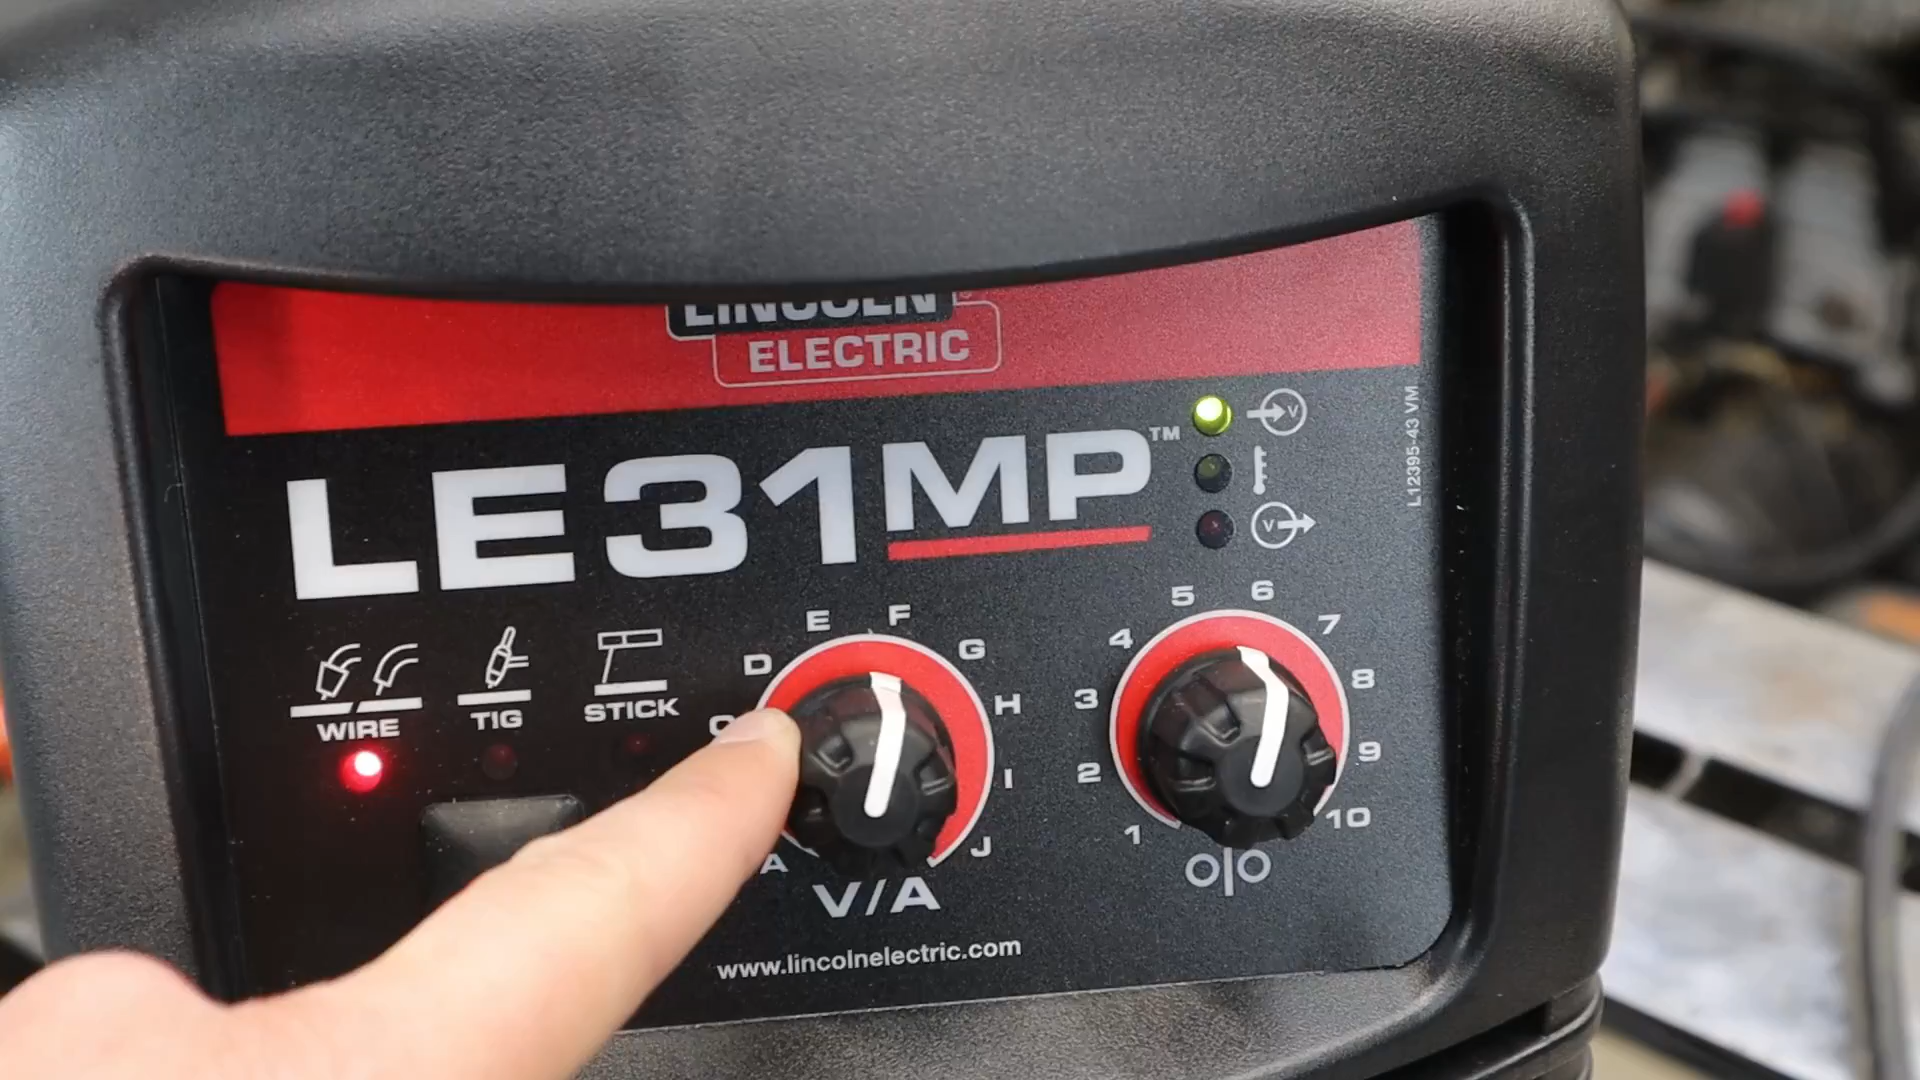 LINCOLN
ELECTRIC
LE31MP™
L12395-43 VM
WIRE
TIG
STICK
A
D
E
F
G
H
I
J
V/A
1
2
3
4
5
6
7
8
9
10
V
V
www.lincolnelectric.com